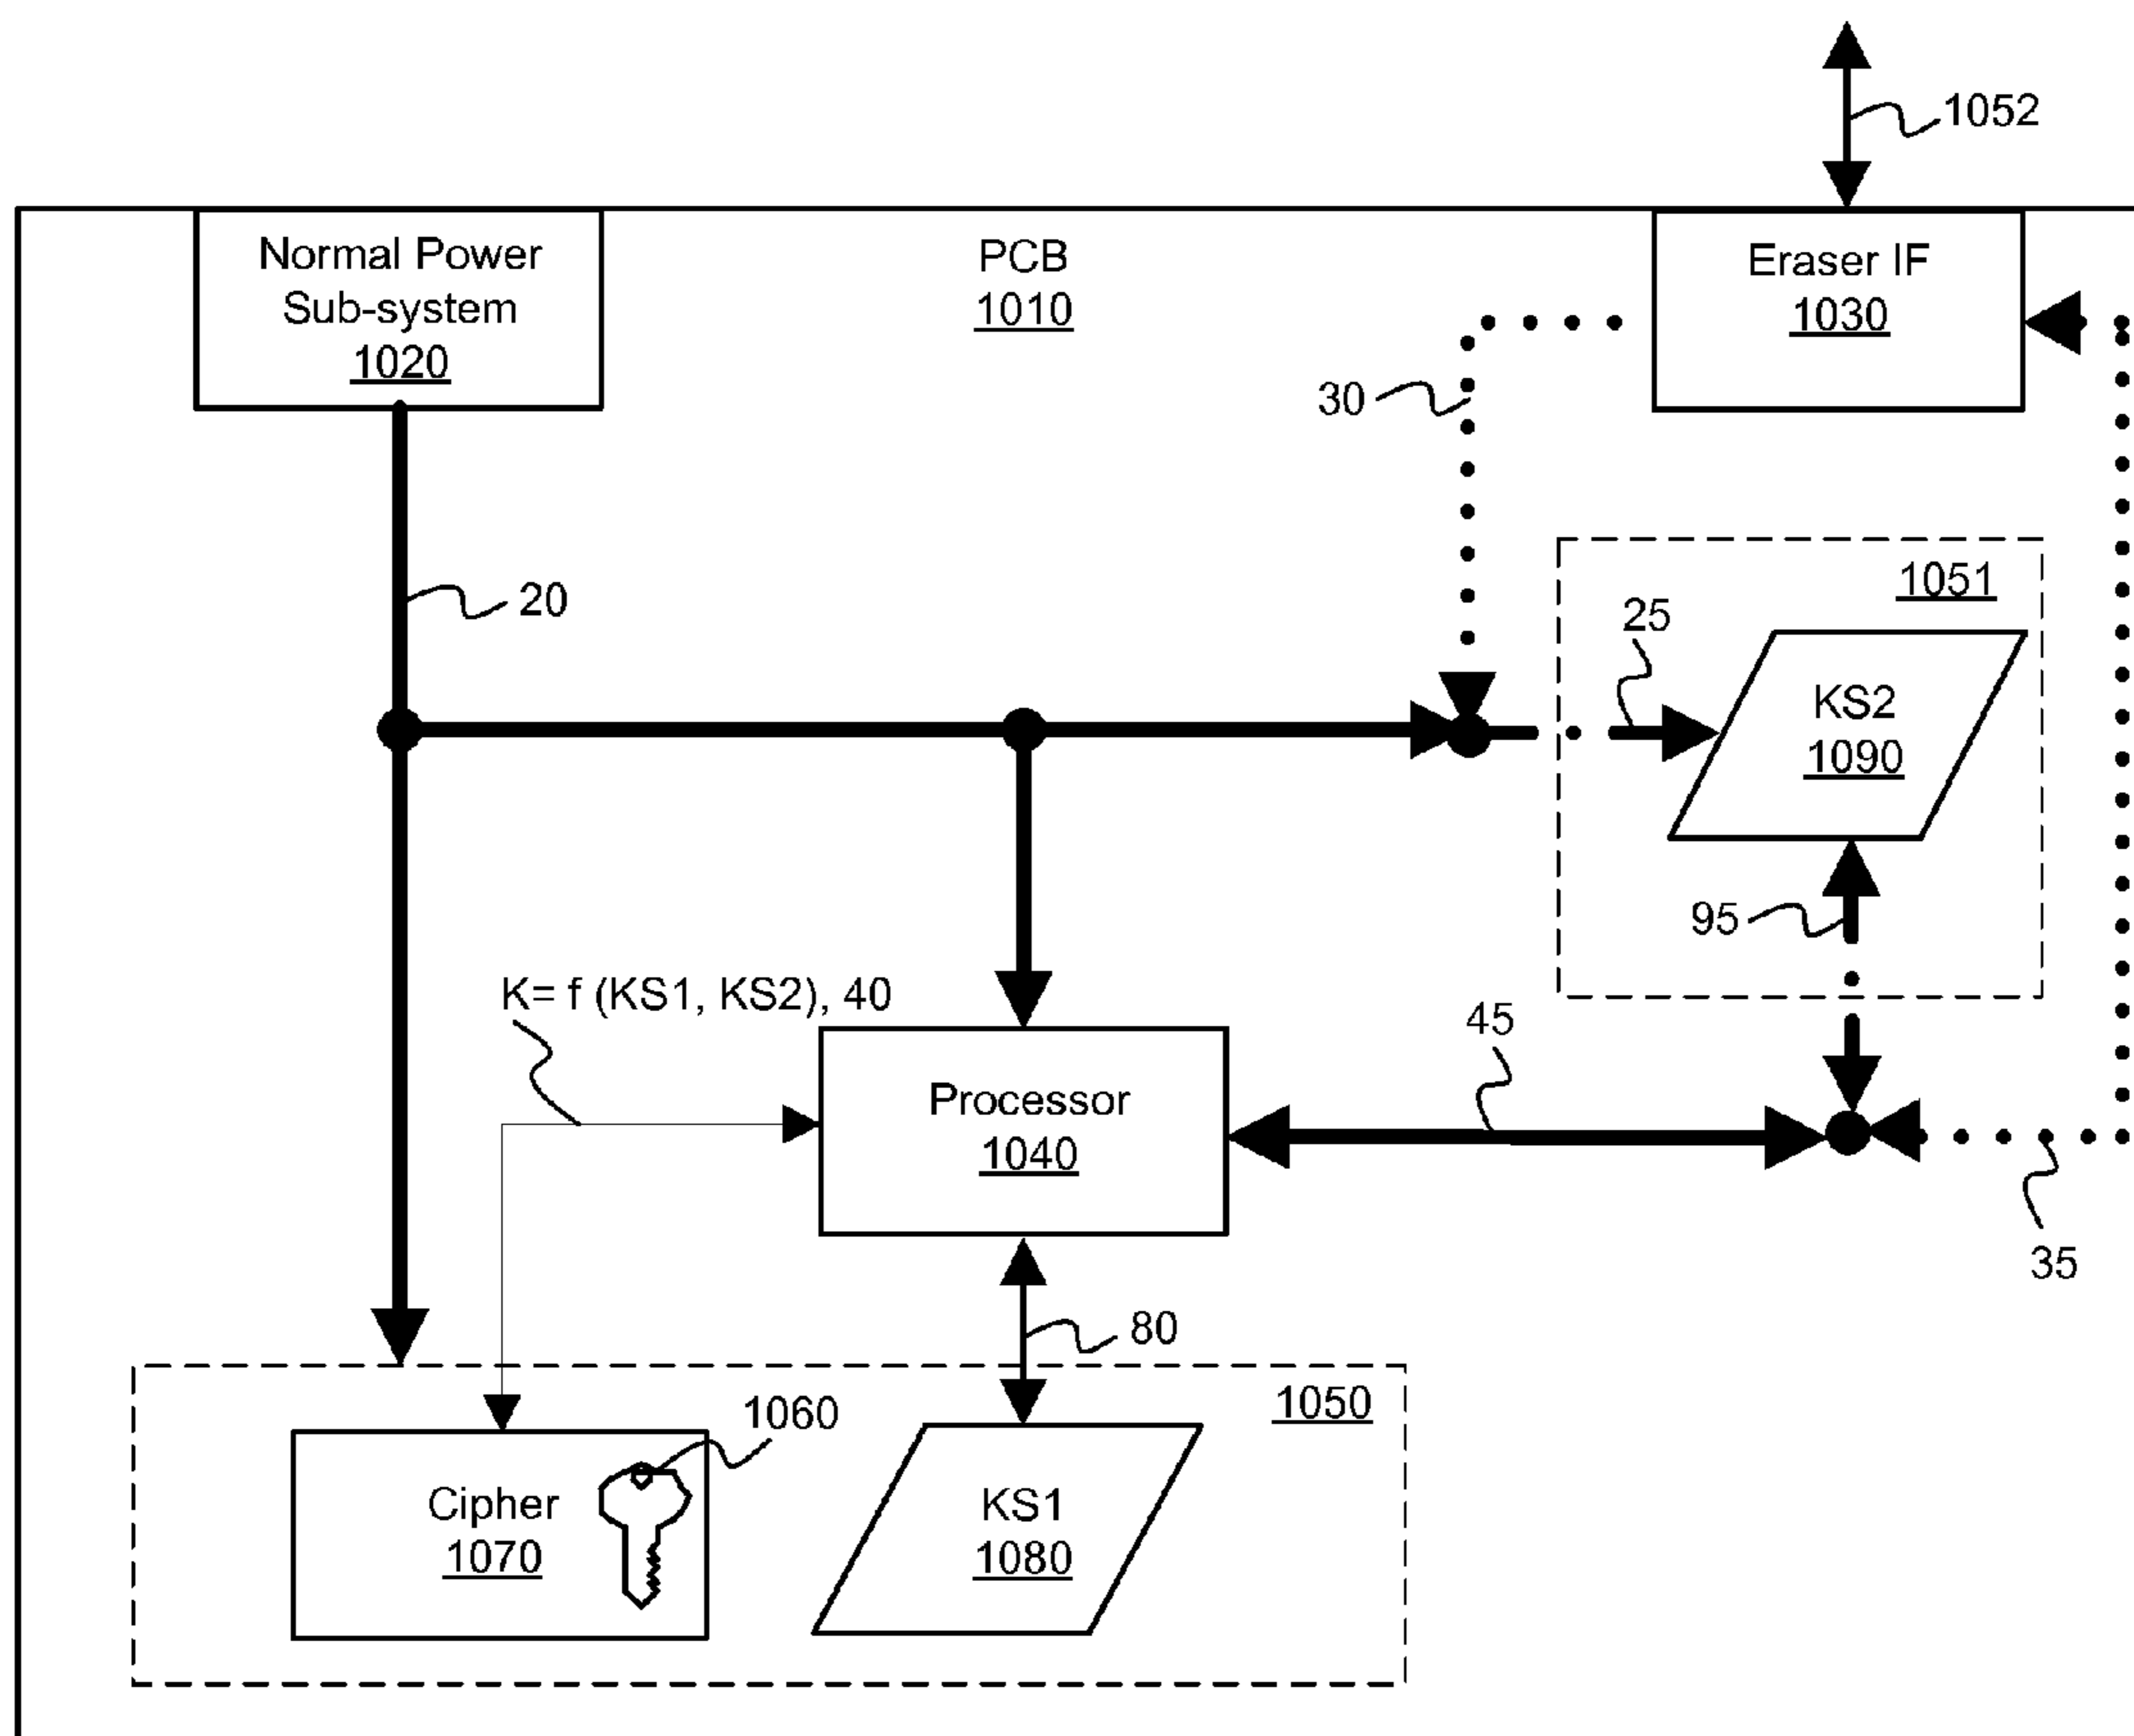 1052
Normal Power
Sub-system
1020
PCB
1010
Eraser IF
1030
30
20
1051
25
KS2
1090
95
K= f (KS1, KS2), 40
45
Processor
1040
35
80
1060
1050
Cipher
1070
KS1
1080